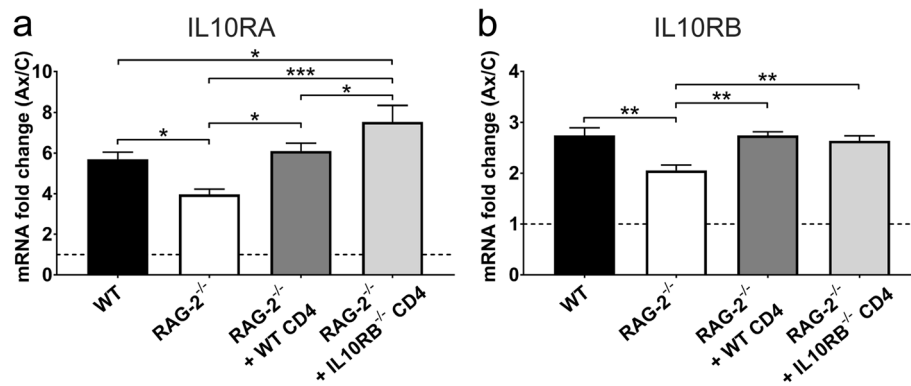 a
IL10RA
mRNA fold change (Ax/C)
10
8
6
4
2
0
*
***
*
*
*
WT
RAG-2-/-
RAG-2-/-
+ WT CD4
RAG-2-/-
+ IL10RB-/- CD4
b
IL10RB
mRNA fold change (Ax/C)
4
3
2
1
0
**
**
**
WT
RAG-2-/-
RAG-2-/-
+ WT CD4
RAG-2-/-
+ IL10RB-/- CD4